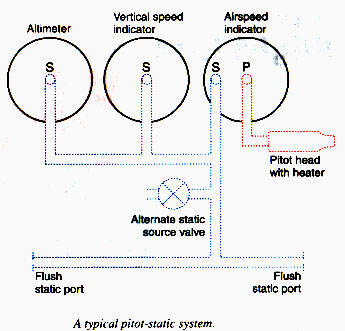 Altimeter
Vertical speed
indicator
Airspeed
indicator
S
S
S
P
Pitot head
with heater
Alternate static
source valve
Flush
static port
Flush
static port
A typical pitot-static system.